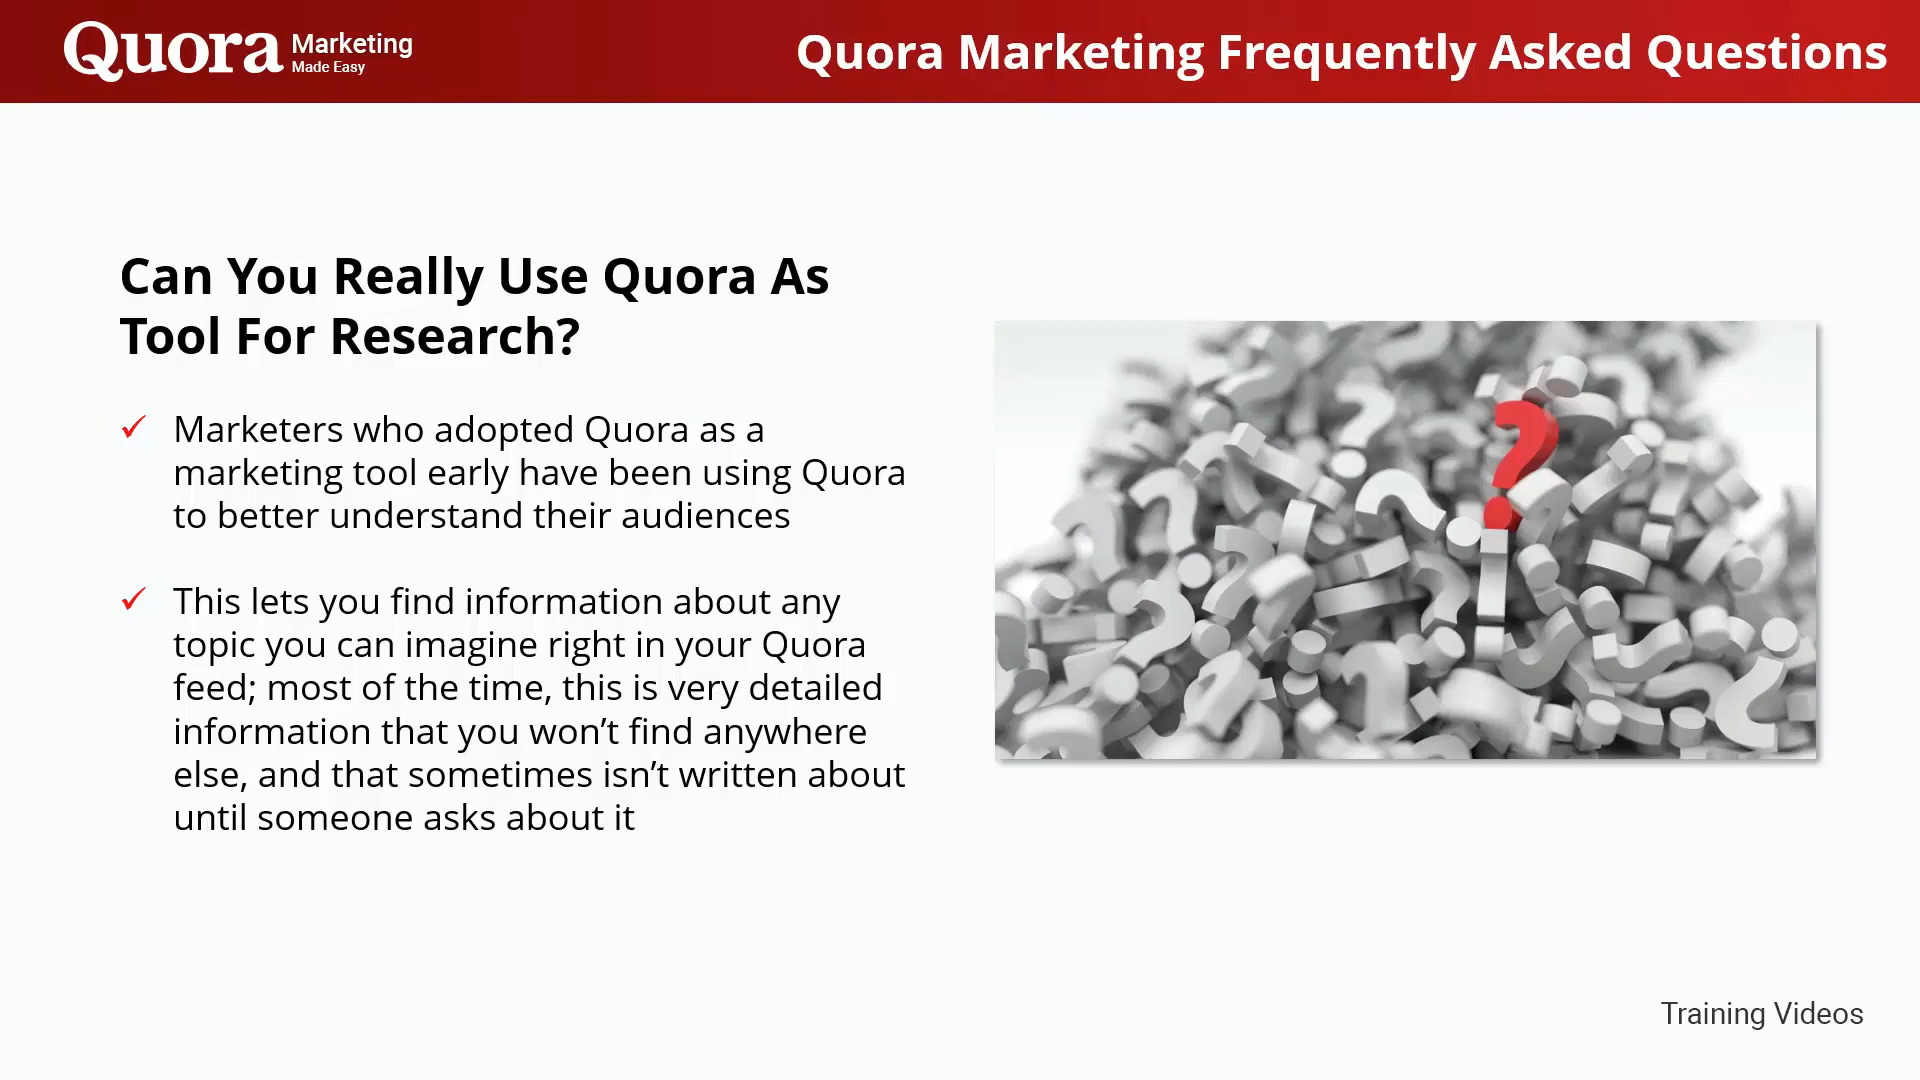 Quora Marketing
Made Easy
Quora Marketing Frequently Asked Questions
Can You Really Use Quora As
Tool For Research?
✓ Marketers who adopted Quora as a
marketing tool early have been using Quora
to better understand their audiences
✓ This lets you find information about any
topic you can imagine right in your Quora
feed; most of the time, this is very detailed
information that you won’t find anywhere
else, and that sometimes isn’t written about
until someone asks about it
Training Videos